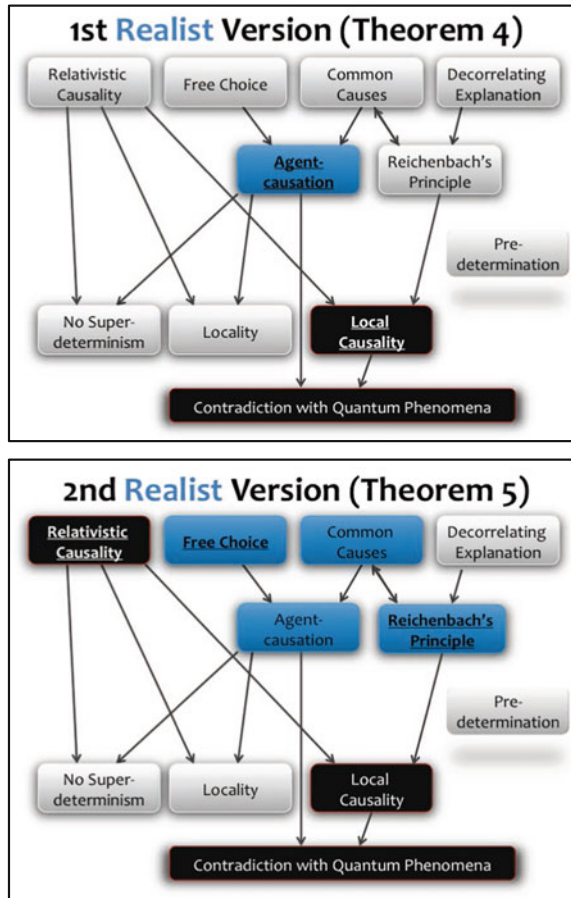 1st Realist Version (Theorem 4)
Relativistic
Causality
Free Choice
Common
Causes
Decorrelating
Explanation
Agent-
causation
Reichenbach's
Principle
Pre-
determination
No Super-
determinism
Locality
Local
Causality
Contradiction with Quantum Phenomena
2nd Realist Version (Theorem 5)
Relativistic
Causality
Free Choice
Common
Causes
Decorrelating
Explanation
Agent-
causation
Reichenbach's
Principle
Pre-
determination
No Super-
determinism
Locality
Local
Causality
Contradiction with Quantum Phenomena